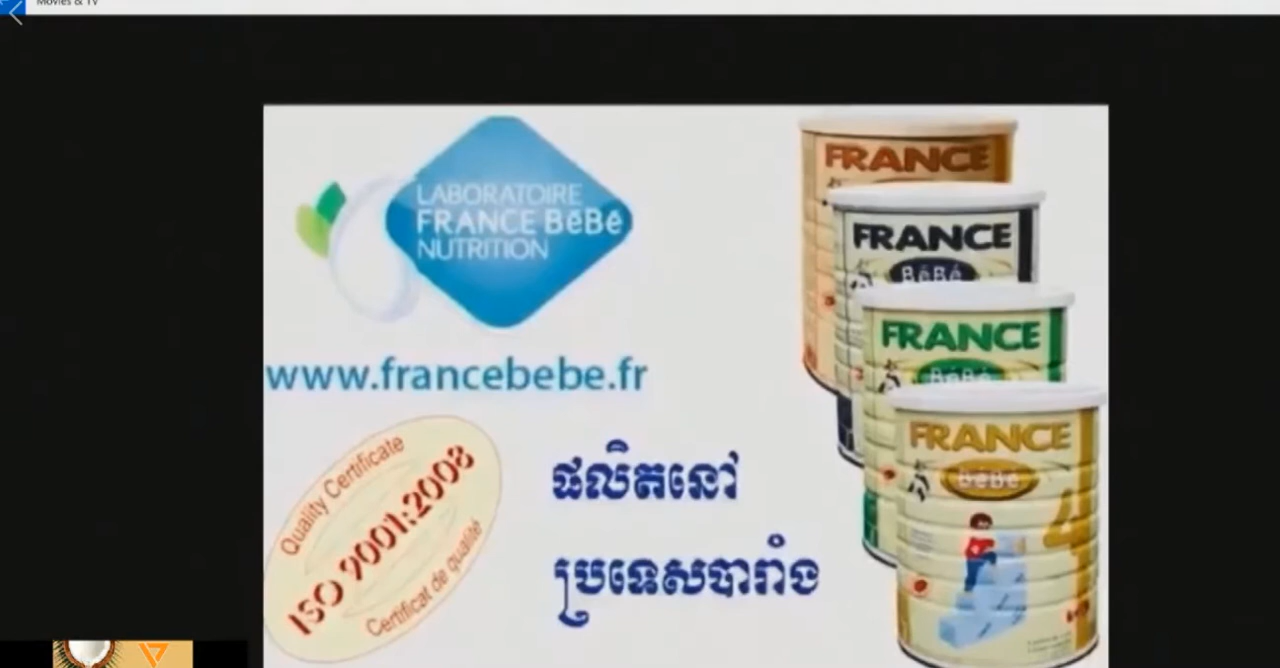 Movies & TV
LABORATOIRE
FRANCE BéBé
NUTRITION
www.francebebe.fr
Quality Certificate
ISO 9001:2008
Certificat de qualité
ផលិតនៅ
ប្រទេសបារាំង
FRANCE
FRANCE
BéBé
FRANCE
BéBé
FRANCE
BéBé
4